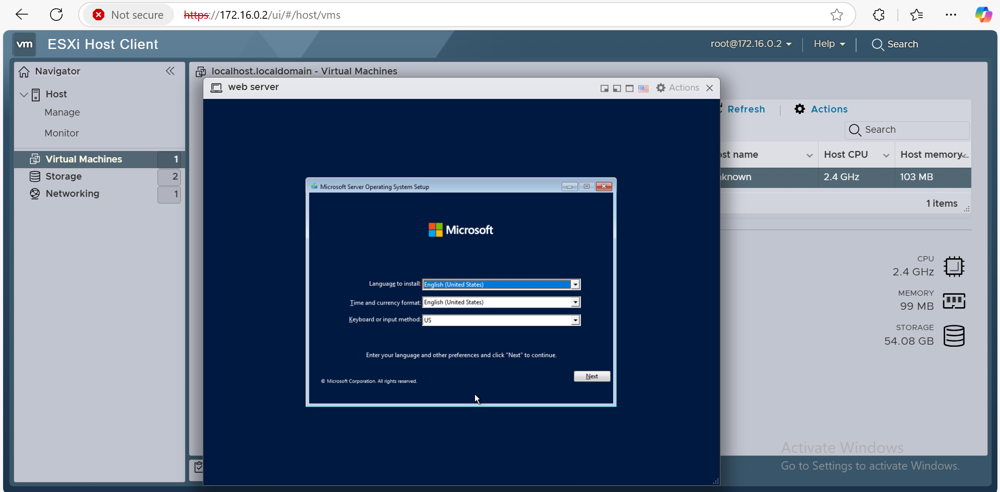 Not secure https://172.16.0.2/ui/#/host/vms
vm ESXi Host Client
root@172.16.0.2
Help
Search
Navigator
Host
Manage
Monitor
Virtual Machines 1
Storage 2
Networking 1
localhost.localdomain - Virtual Machines
web server
Actions
Refresh
Actions
Search
st name
Host CPU
Host memory...
known
2.4 GHz
103 MB
1 items
Microsoft Server Operating System Setup
Microsoft
Language to install: English (United States)
Time and currency format: English (United States)
Keyboard or input method: US
Enter your language and other preferences and click "Next" to continue.
Next
© Microsoft Corporation. All rights reserved.
CPU
2.4 GHz
MEMORY
99 MB
STORAGE
54.08 GB
Activate Windows
Go to Settings to activate Windows.